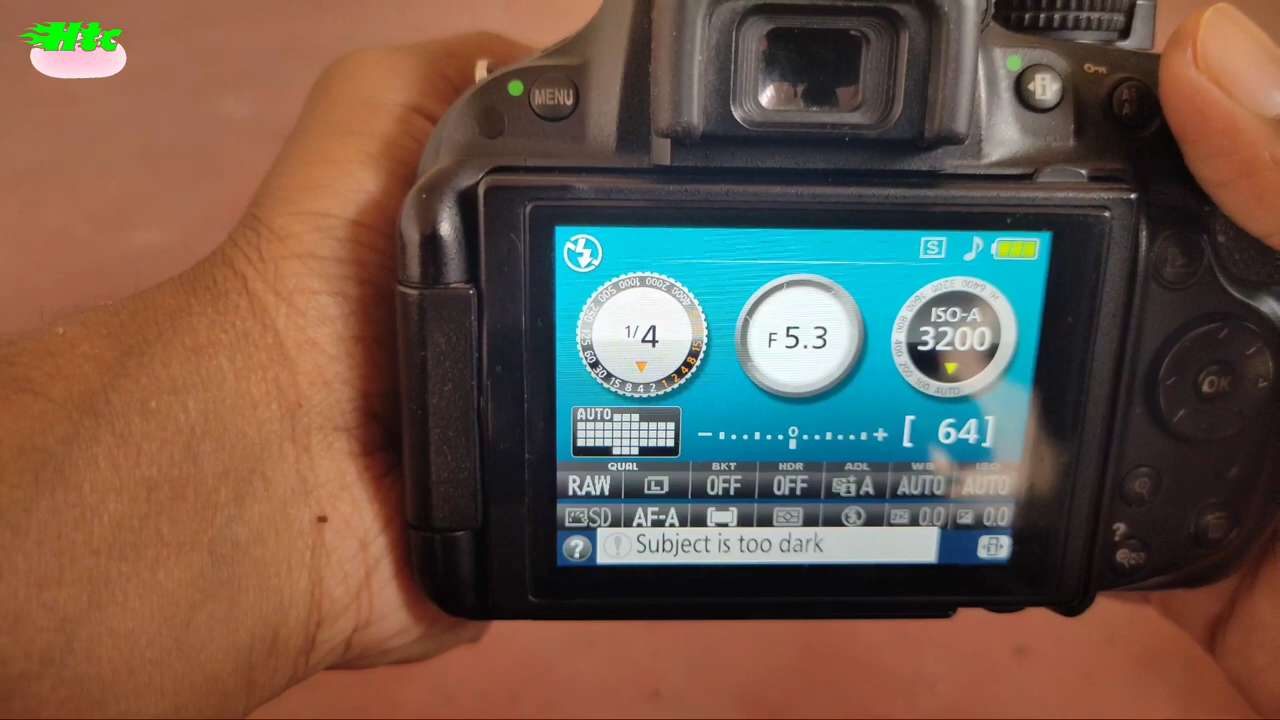 Htc
MENU
i
S
1/4
F 5.3
ISO-A
3200
AUTO
- 0 + [ 64]
QUAL BKT HDR ADL WB ISO
RAW L OFF OFF A AUTO AUTO
SD AF-A 0.0 0.0
? Subject is too dark
OK
?